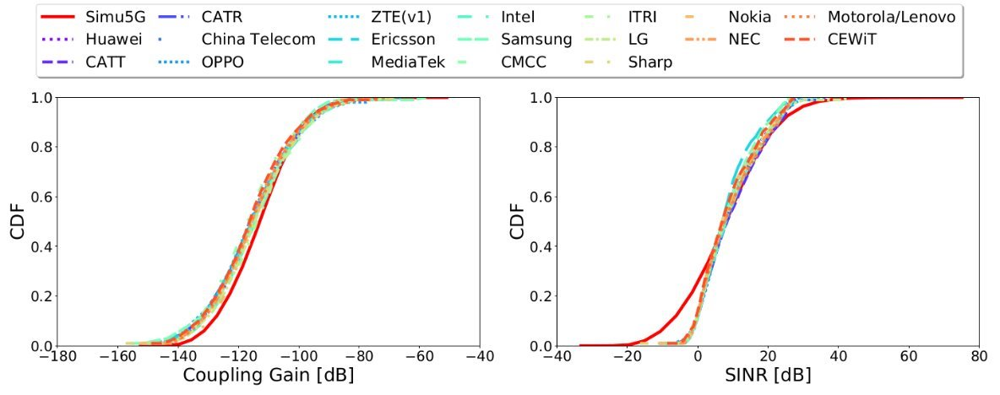 Simu5G CATR ZTE(v1) Intel ITRI Nokia Motorola/Lenovo
Huawei China Telecom Ericsson Samsung LG NEC CEWiT
CATT OPPO MediaTek CMCC Sharp
1.0 1.0
0.8 0.8
0.6 0.6
CDF CDF
0.4 0.4
0.2 0.2
0.0 0.0
−180 −160 −140 −120 −100 −80 −60 −40 −40 −20 0 20 40 60 80
Coupling Gain [dB] SINR [dB]